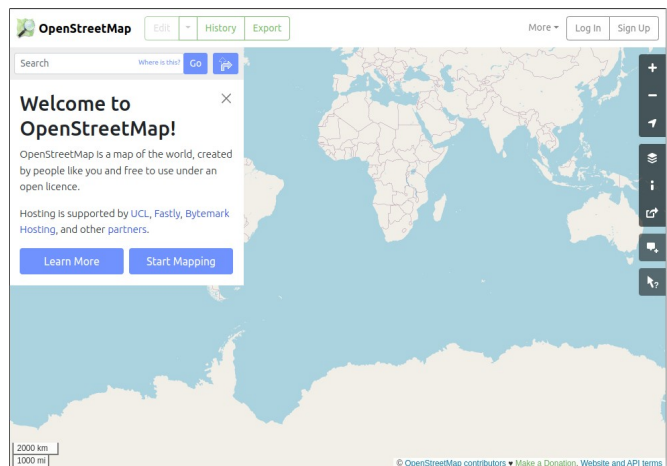 OpenStreetMap Edit History Export More Log In Sign Up
Search Where is this? Go
Welcome to
OpenStreetMap!
OpenStreetMap is a map of the world, created
by people like you and free to use under an
open licence.
Hosting is supported by UCL, Fastly, Bytemark
Hosting, and other partners.
Learn More Start Mapping
2000 km
1000 mi
© OpenStreetMap contributors ♥ Make a Donation. Website and API terms